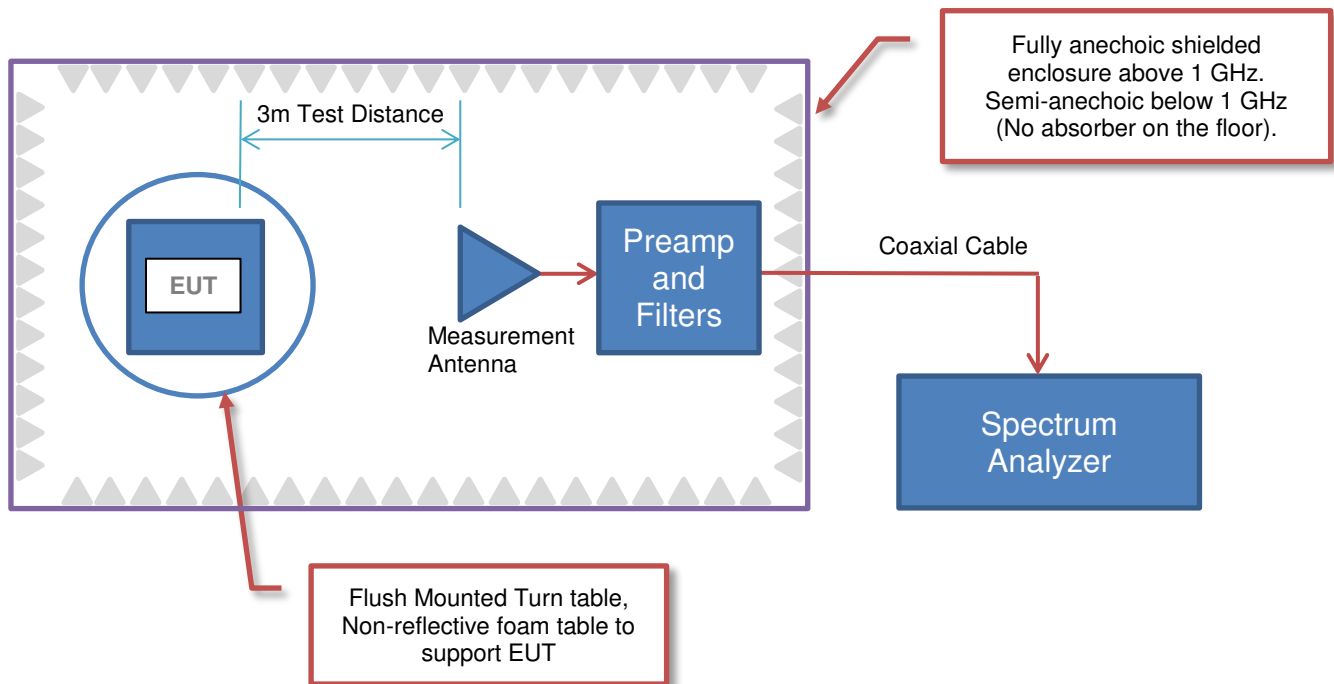 Fully anechoic shielded
enclosure above 1 GHz.
Semi-anechoic below 1 GHz
(No absorber on the floor).
3m Test Distance
EUT
Measurement
Antenna
Preamp
and
Filters
Coaxial Cable
Spectrum
Analyzer
Flush Mounted Turn table,
Non-reflective foam table to
support EUT